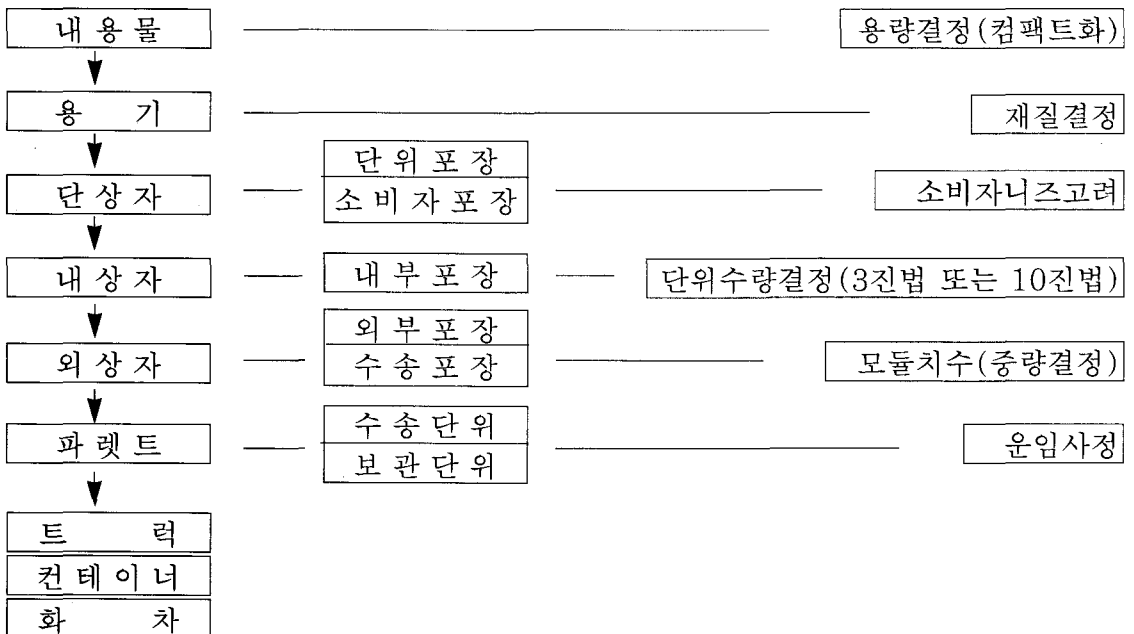 내용물 용량결정(컴팩트화)
용 기 재질결정
단위포장
단상자 소비자포장 소비자니즈고려
내상자 내부포장 단위수량결정(3진법 또는 10진법)
외부포장
외상자 수송포장 모듈치수(중량결정)
수송단위
파렛트 보관단위 운임사정
트 럭
컨테이너
화 차